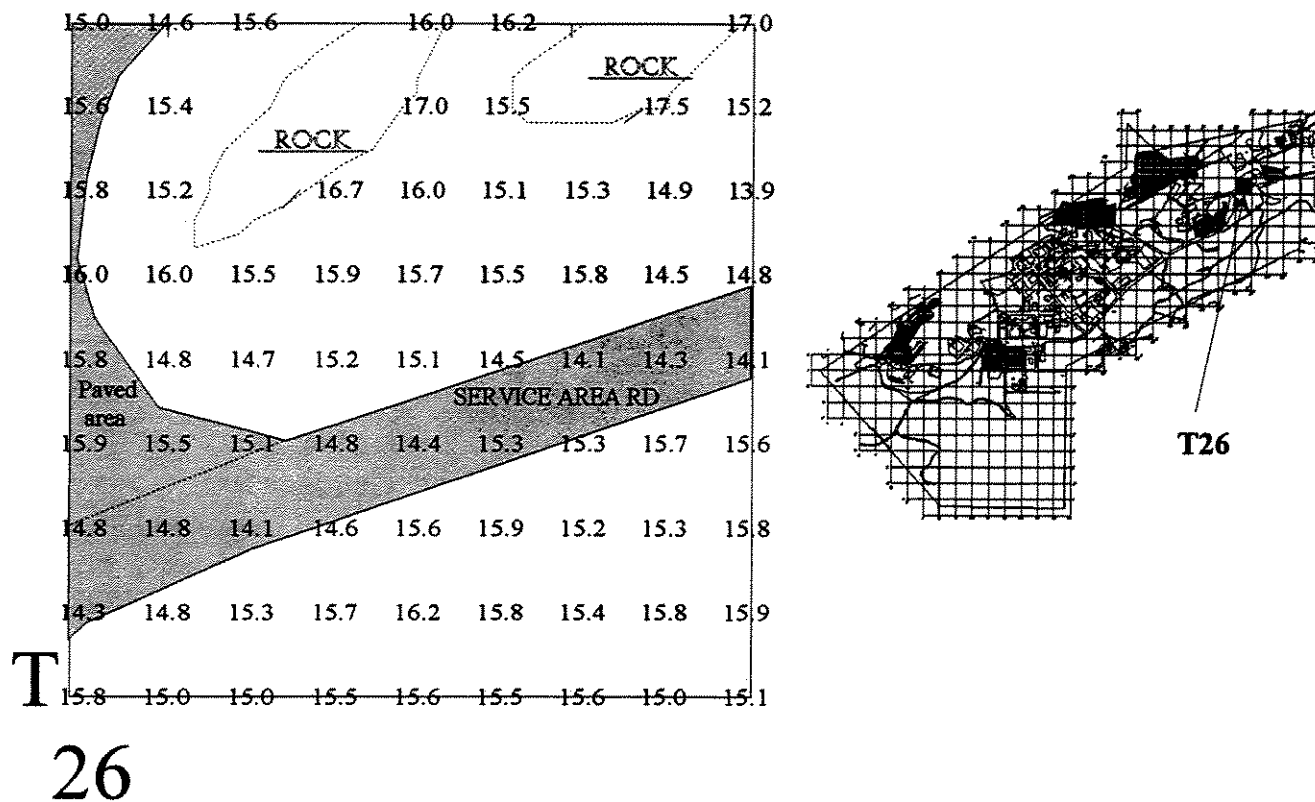 15.0 14.6 15.6 16.0 16.2 17.0
ROCK
15.6 15.4 17.0 15.5 17.5 15.2
ROCK
15.8 15.2 16.7 16.0 15.1 15.3 14.9 13.9
16.0 16.0 15.5 15.9 15.7 15.5 15.8 14.5 14.8
15.8 14.8 14.7 15.2 15.1 14.5 14.1 14.3 14.1
Paved
area
SERVICE AREA RD
15.9 15.5 15.1 14.8 14.4 15.3 15.3 15.7 15.6
14.8 14.8 14.1 14.6 15.6 15.9 15.2 15.3 15.8
14.3 14.8 15.3 15.7 16.2 15.8 15.4 15.8 15.9
T
15.8 15.0 15.0 15.5 15.6 15.5 15.6 15.0 15.1
26
T26